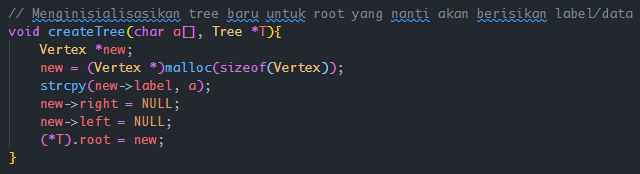 // Menginisialisasikan tree baru untuk root yang nanti akan berisikan label/data
void createTree(char a[], Tree *T){
    Vertex *new;
    new = (Vertex *)malloc(sizeof(Vertex));
    strcpy(new->label, a);
    new->right = NULL;
    new->left = NULL;
    (*T).root = new;
}